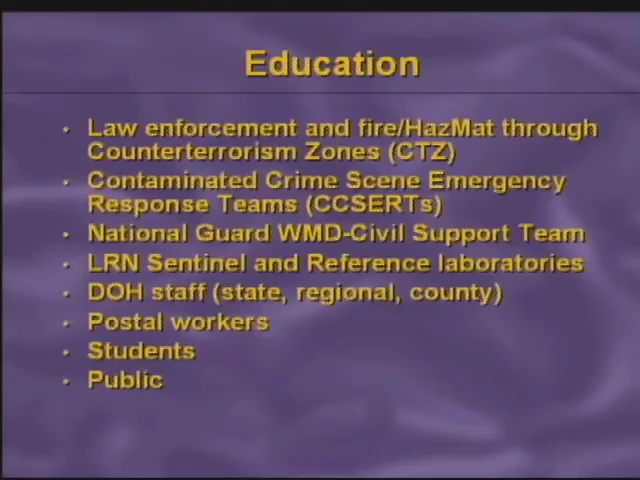 Education
• Law enforcement and fire/HazMat through
Counterterrorism Zones (CTZ)
• Contaminated Crime Scene Emergency
Response Teams (CCSERTs)
• National Guard WMD-Civil Support Team
• LRN Sentinel and Reference laboratories
• DOH staff (state, regional, county)
• Postal workers
• Students
• Public